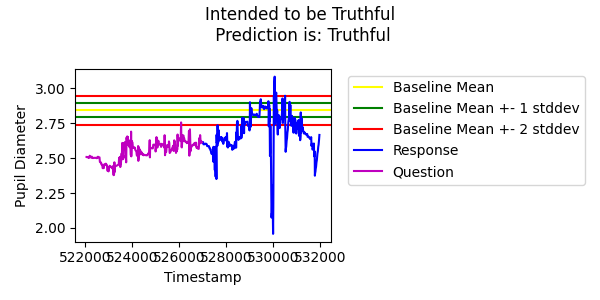 Intended to be Truthful
Prediction is: Truthful
3.00
2.75
2.50
2.25
2.00
Pupil Diameter
522000 524000 526000 528000 530000 532000
Timestamp
Baseline Mean
Baseline Mean +- 1 stddev
Baseline Mean +- 2 stddev
Response
Question